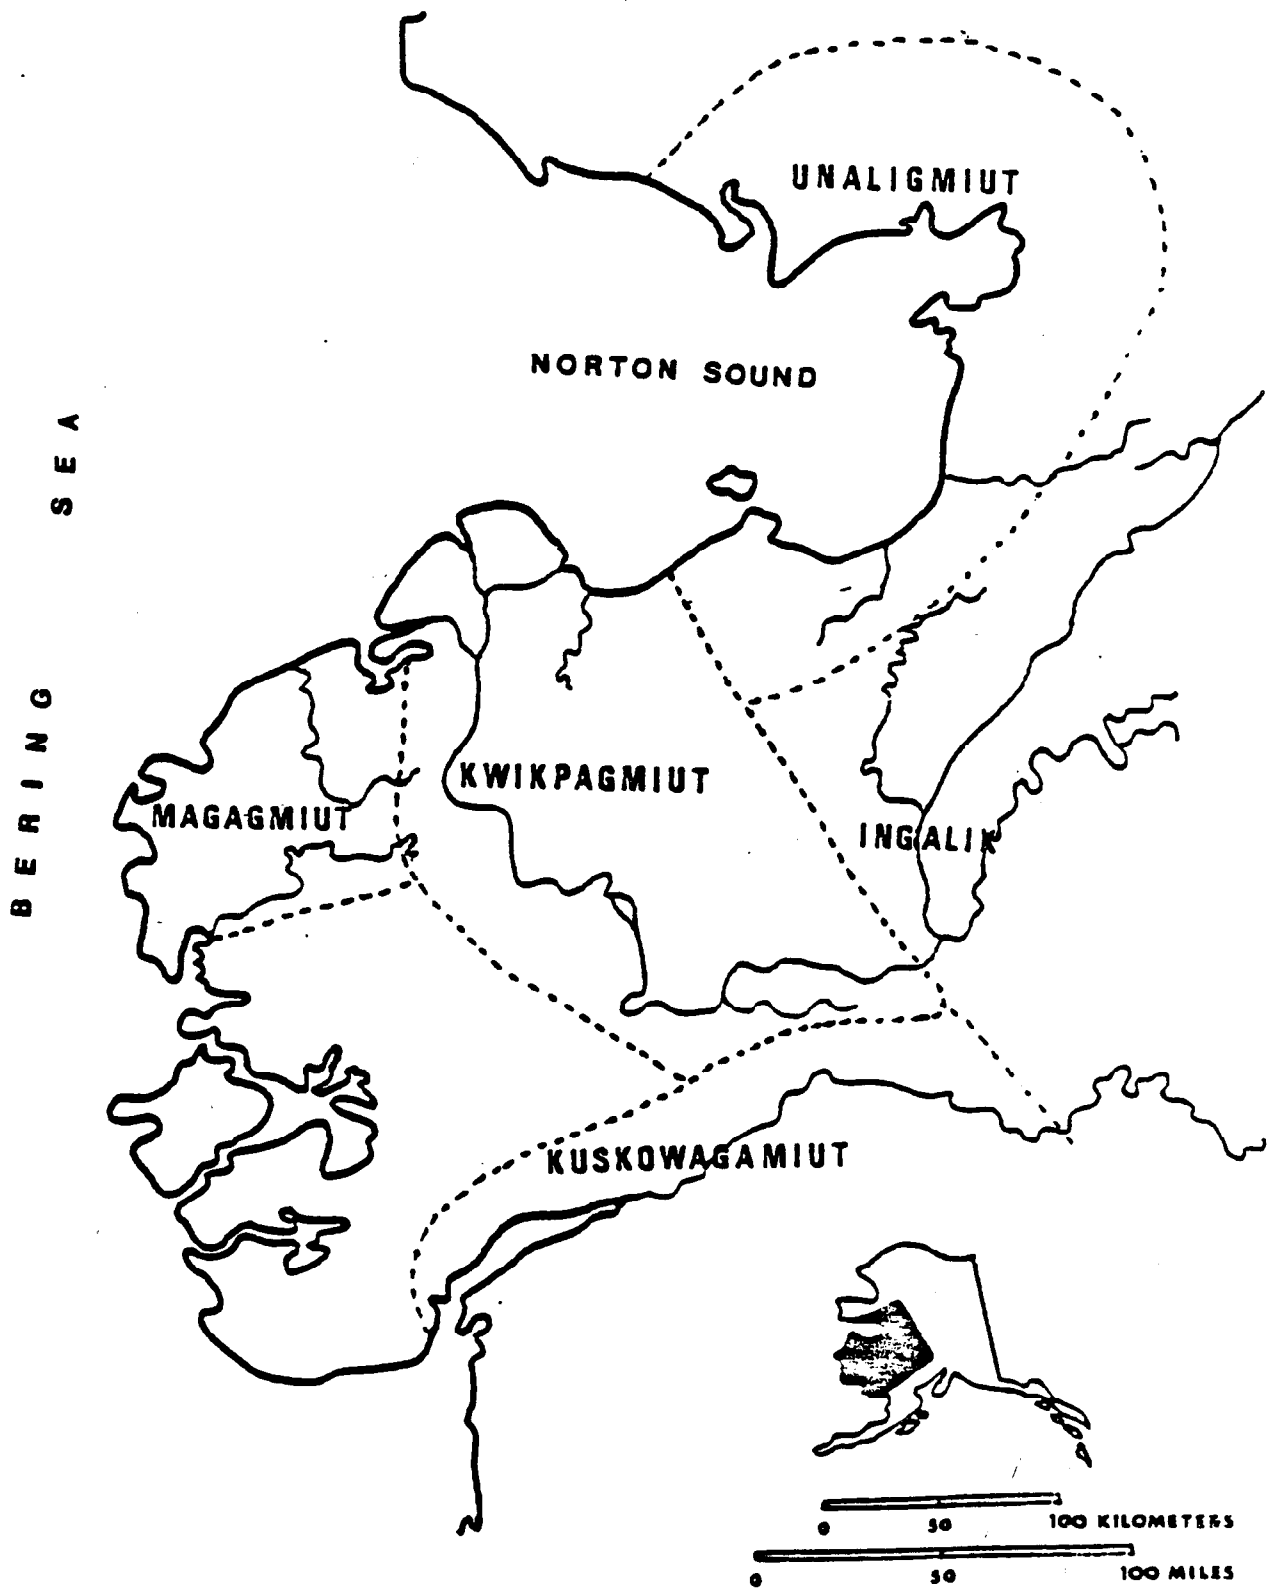 UNALIGMIUT
NORTON SOUND
BERING SEA
KWIKPAGMIUT
MAGAGMIUT
INGALIK
KUSKOWAGAMIUT
0 50 100 KILOMETERS
0 50 100 MILES